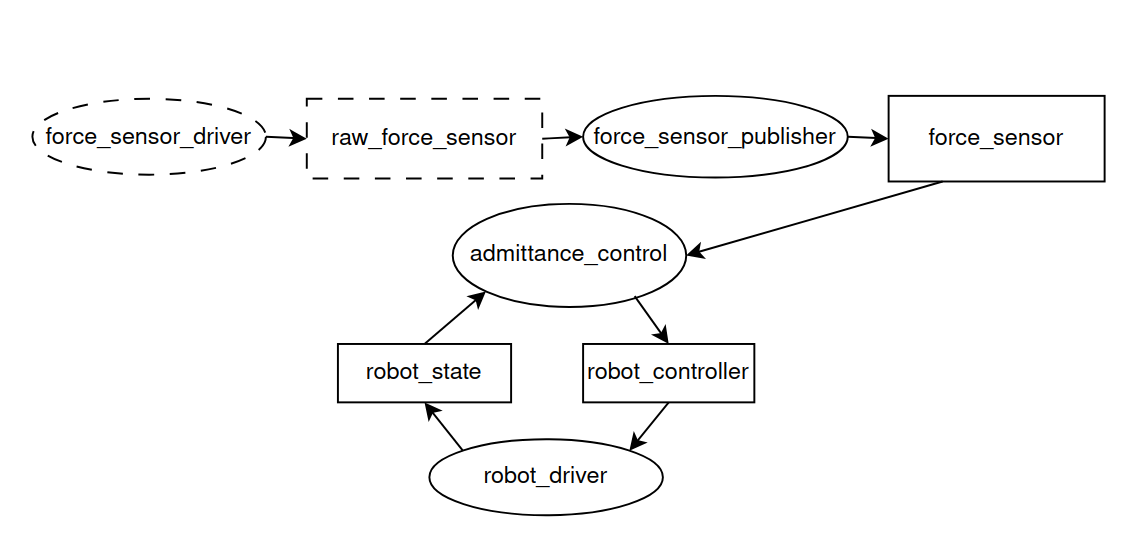 force_sensor_driver
raw_force_sensor
force_sensor_publisher
force_sensor
admittance_control
robot_state
robot_controller
robot_driver